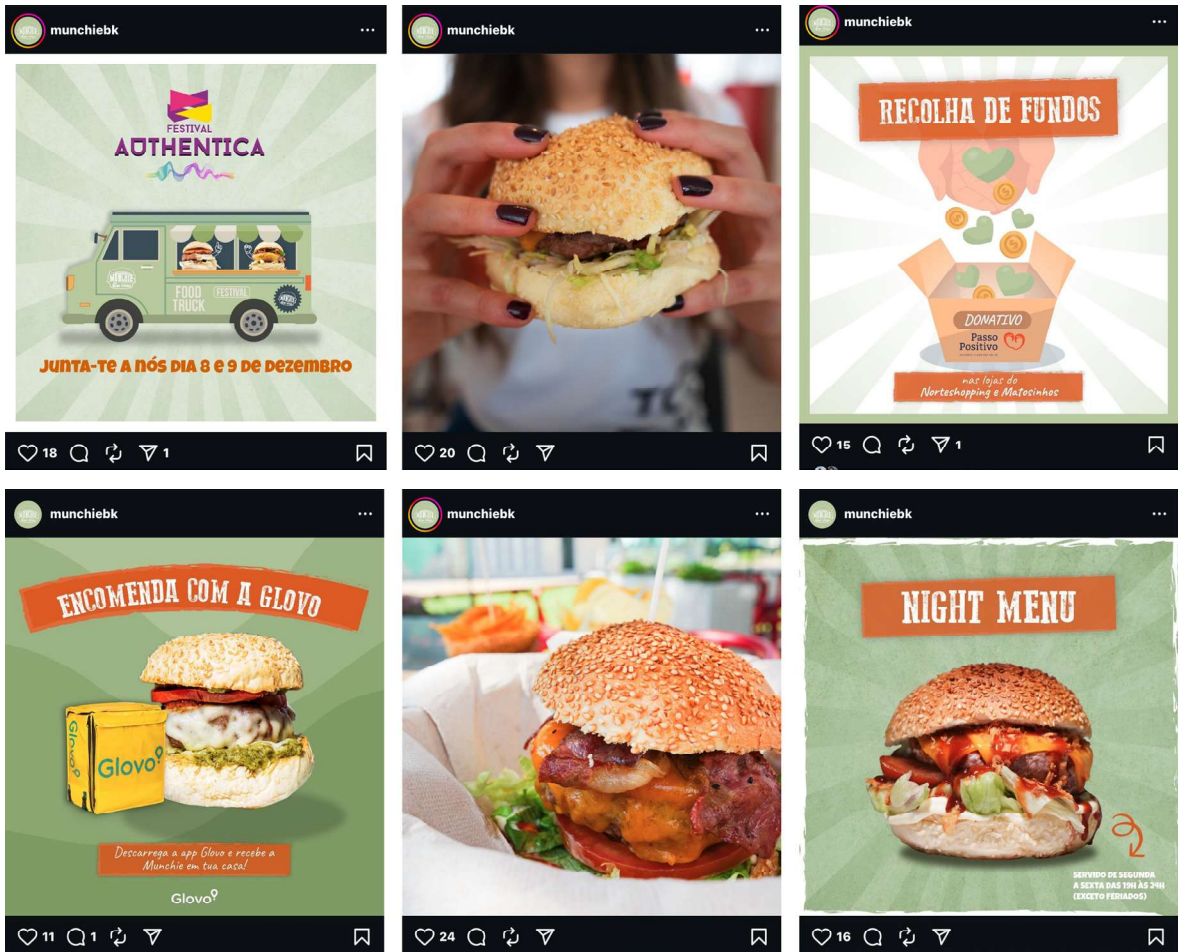 munchiebk
FESTIVAL
AUTHENTICA
MUNCHIE
FOOD
TRUCK
FESTIVAL
JUNTA-TE A NÓS DIA 8 E 9 DE DEZEMBRO
18
1
munchiebk
20
munchiebk
RECOLHA DE FUNDOS
DONATIVO
Passo
Positivo
nas lojas do
Norteshopping e Matosinhos
15
1
munchiebk
ENCOMENDA COM A GLOVO
Glovo
Glovo
Descarrega a app Glovo e recebe a
Munchie em tua casa!
Glovo
11
1
munchiebk
24
munchiebk
NIGHT MENU
SERVIDO DE SEGUNDA
A SEXTA DAS 19H ÀS 24H
(EXCETO FERIADOS)
16